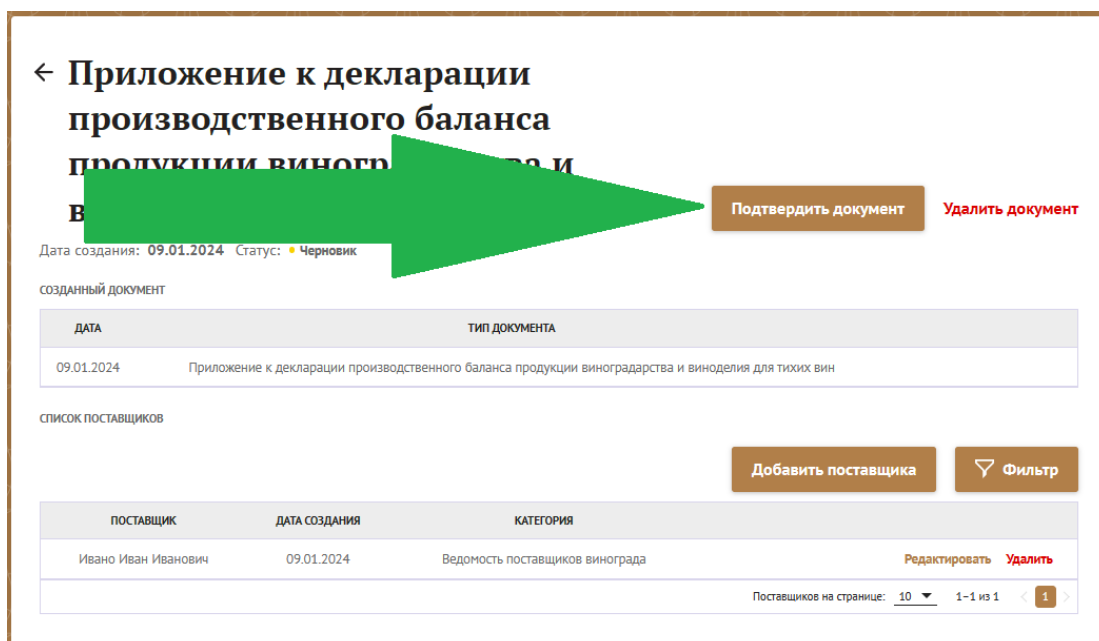 ← Приложение к декларации
производственного баланса
продукции виногр ва и
в
Подтвердить документ Удалить документ
Дата создания: 09.01.2024 Статус: • Черновик
СОЗДАННЫЙ ДОКУМЕНТ
ДАТА ТИП ДОКУМЕНТА
09.01.2024 Приложение к декларации производственного баланса продукции виноградарства и виноделия для тихих вин
СПИСОК ПОСТАВЩИКОВ
Добавить поставщика Фильтр
ПОСТАВЩИК ДАТА СОЗДАНИЯ КАТЕГОРИЯ
Ивано Иван Иванович 09.01.2024 Ведомость поставщиков винограда Редактировать Удалить
Поставщиков на странице: 10 1–1 из 1 < 1 >